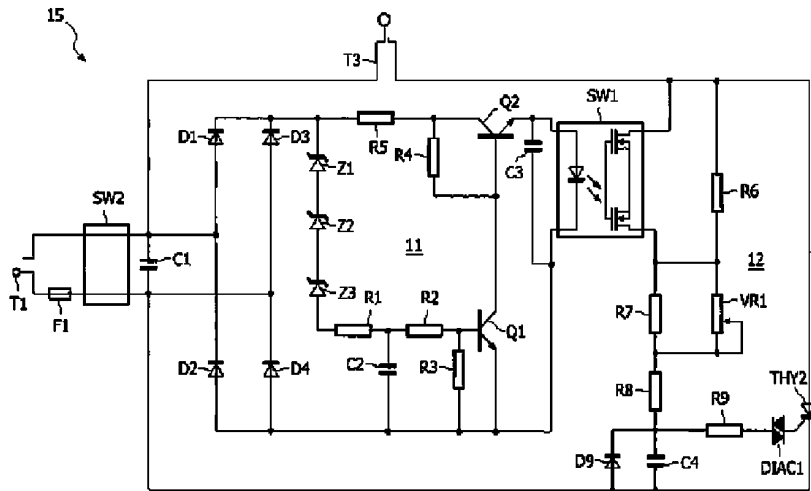 15
T3
Q2
SW1
D1
D3
R5
R4
C3
Z1
R6
SW2
Z2
11
12
C1
T1
F1
Z3
R1
R2
R7
VR1
Q1
D2
D4
C2
R3
R8
THY2
R9
D9
C4
DIAC1